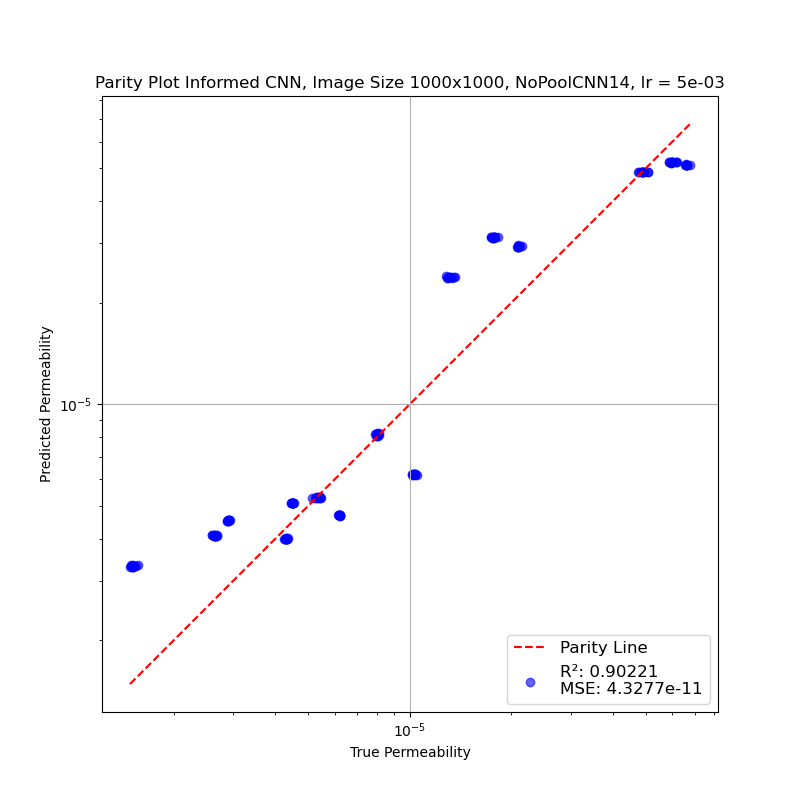 Parity Plot Informed CNN, Image Size 1000x1000, NoPoolCNN14, lr = 5e-03
Predicted Permeability
10⁻⁵
10⁻⁵
True Permeability
Parity Line
R²: 0.90221
MSE: 4.3277e-11